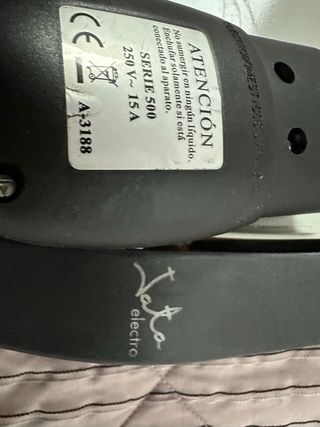 ATENCIÓN
No sumergir en ningún líquido.
Enchufar solamente si está
conectado al aparato.
SERIE 500
250 V~ 15 A
CE
A-3188
Jata
electro